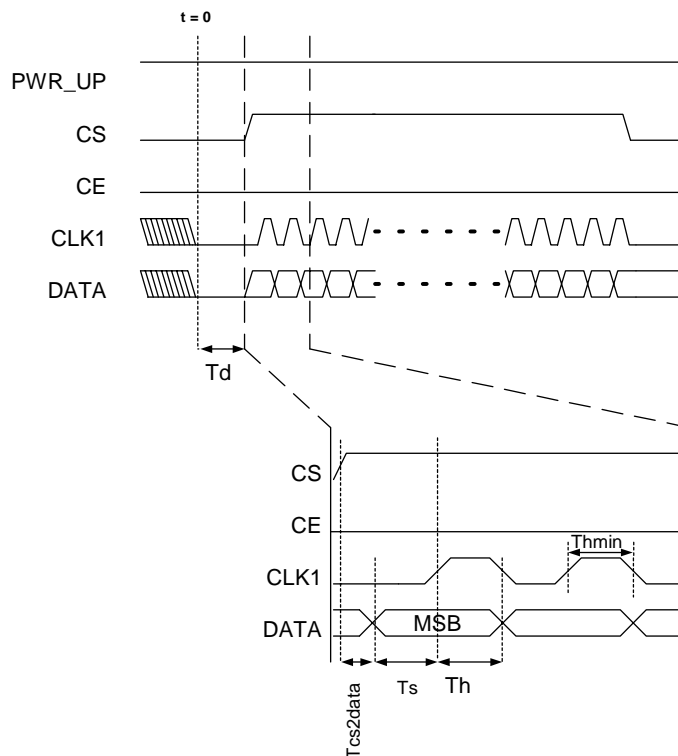 t = 0
PWR_UP
CS
CE
CLK1
DATA
Td
CS
CE
Thmin
CLK1
DATA
MSB
Tcs2data
Ts
Th